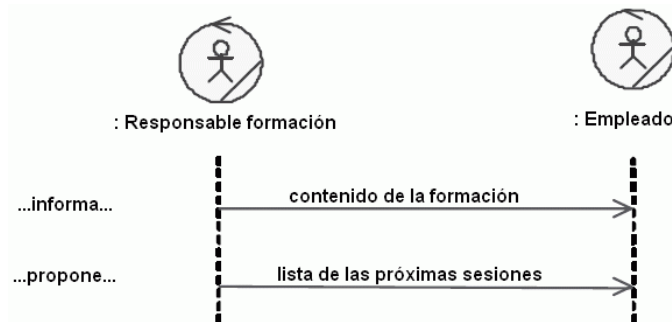 : Responsable formación
: Empleado
...informa...
contenido de la formación
...propone...
lista de las próximas sesiones